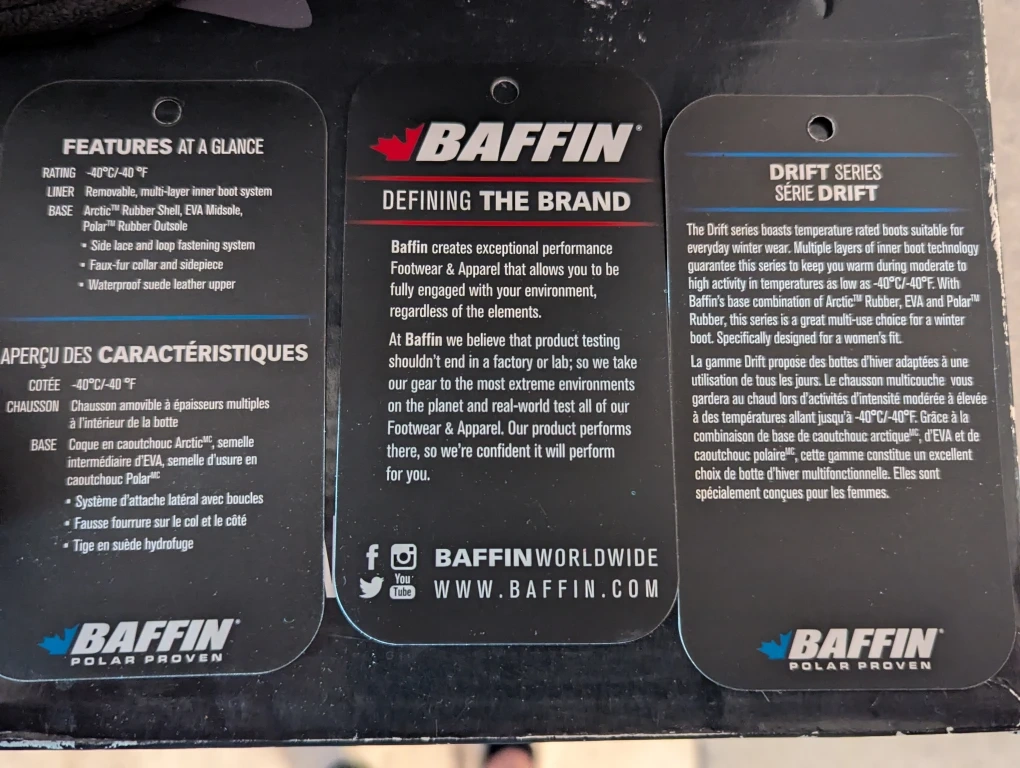 FEATURES AT A GLANCE
RATING -40°C/-40 °F
LINER Removable, multi-layer inner boot system
BASE Arctic™ Rubber Shell, EVA Midsole,
Polar™ Rubber Outsole
• Side lace and loop fastening system
• Faux-fur collar and sidepiece
• Waterproof suede leather upper
APERÇU DES CARACTÉRISTIQUES
COTÉE -40°C/-40 °F
CHAUSSON Chausson amovible à épaisseurs multiples
à l'intérieur de la botte
BASE Coque en caoutchouc Arctic^MC, semelle
intermédiaire d'EVA, semelle d'usure en
caoutchouc Polar^MC
• Système d'attache latéral avec boucles
• Fausse fourrure sur le col et le côté
• Tige en suède hydrofuge
BAFFIN®
POLAR PROVEN
BAFFIN®
DEFINING THE BRAND
Baffin creates exceptional performance
Footwear & Apparel that allows you to be
fully engaged with your environment,
regardless of the elements.
At Baffin we believe that product testing
shouldn't end in a factory or lab; so we take
our gear to the most extreme environments
on the planet and real-world test all of our
Footwear & Apparel. Our product performs
there, so we're confident it will perform
for you.
f BAFFINWORLDWIDE
You
Tube WWW.BAFFIN.COM
DRIFT SERIES
SÉRIE DRIFT
The Drift series boasts temperature rated boots suitable for
everyday winter wear. Multiple layers of inner boot technology
guarantee this series to keep you warm during moderate to
high activity in temperatures as low as -40°C/-40°F. With
Baffin's base combination of Arctic™ Rubber, EVA and Polar™
Rubber, this series is a great multi-use choice for a winter
boot. Specifically designed for a women's fit.
La gamme Drift propose des bottes d'hiver adaptées à une
utilisation de tous les jours. Le chausson multicouche vous
gardera au chaud lors d'activités d'intensité modérée à élevée
à des températures allant jusqu'à -40°C/-40°F. Grâce à la
combinaison de base de caoutchouc arctique^MC, d'EVA et de
caoutchouc polaire^MC, cette gamme constitue un excellent
choix de botte d'hiver multifonctionnelle. Elles sont
spécialement conçues pour les femmes.
BAFFIN®
POLAR PROVEN